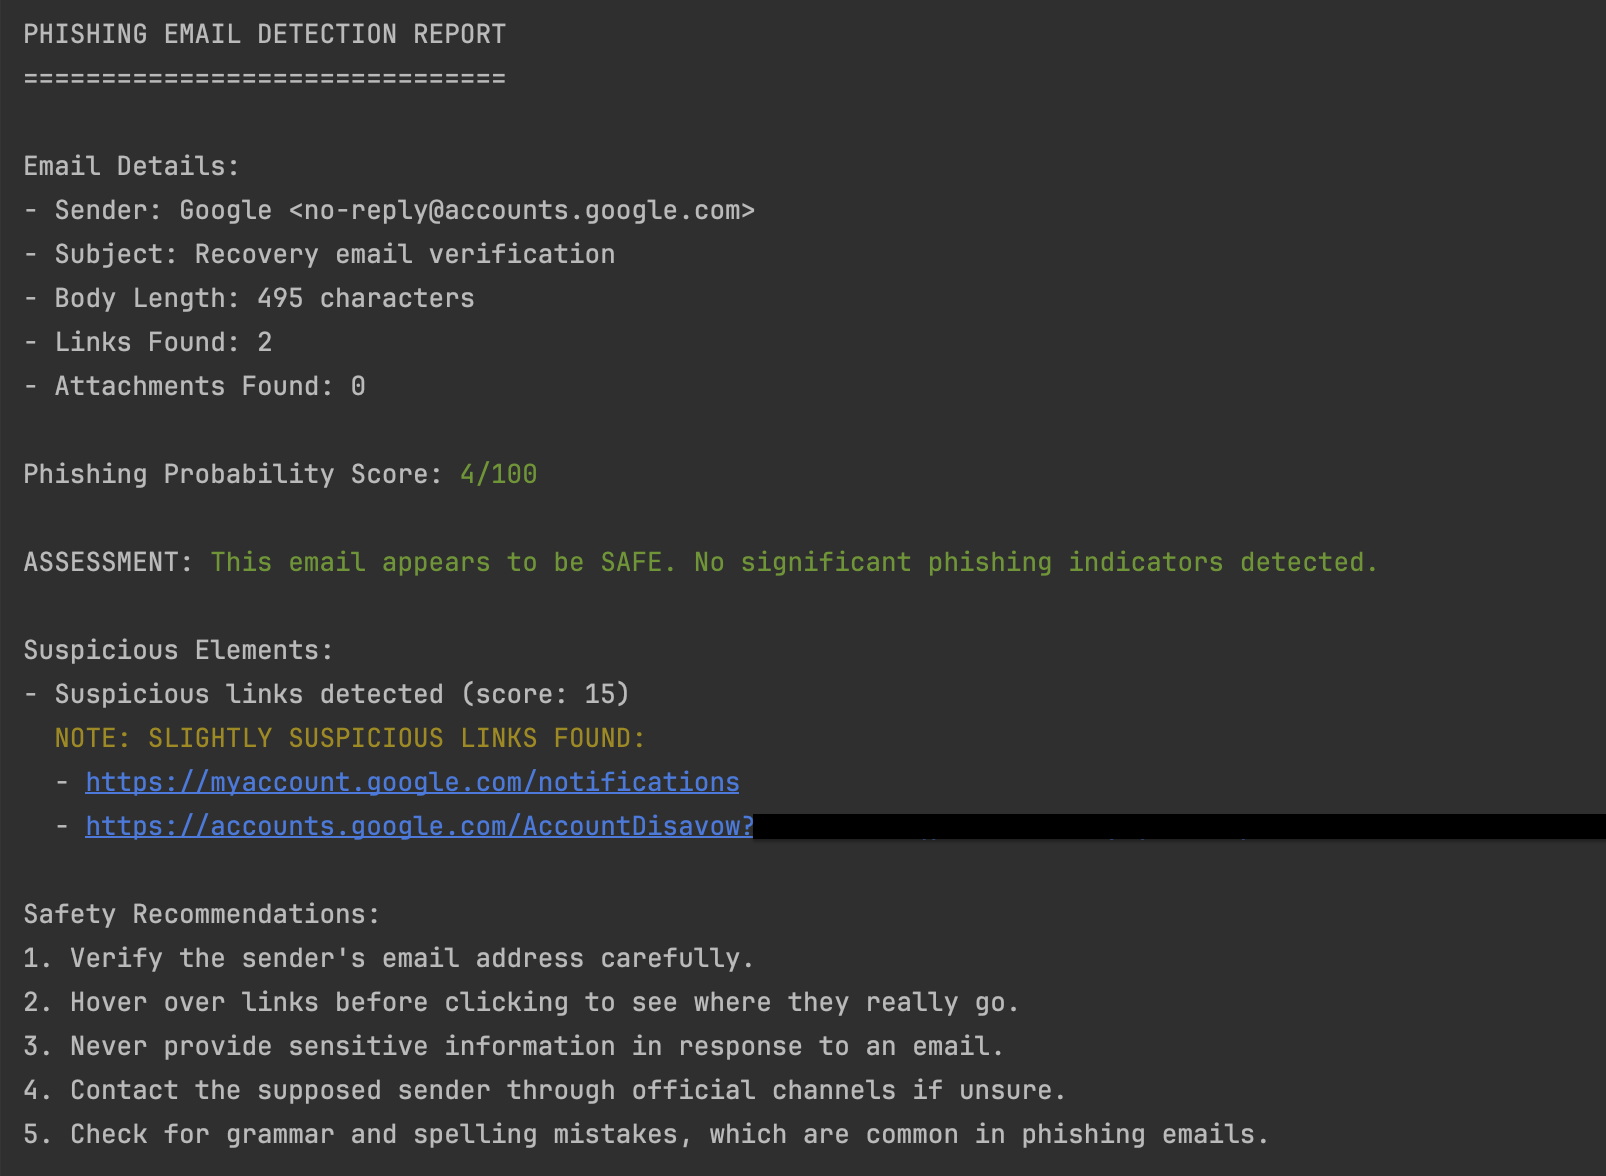 PHISHING EMAIL DETECTION REPORT
===============================
Email Details:
- Sender: Google <no-reply@accounts.google.com>
- Subject: Recovery email verification
- Body Length: 495 characters
- Links Found: 2
- Attachments Found: 0
Phishing Probability Score: 4/100
ASSESSMENT: This email appears to be SAFE. No significant phishing indicators detected.
Suspicious Elements:
- Suspicious links detected (score: 15)
NOTE: SLIGHTLY SUSPICIOUS LINKS FOUND:
- https://myaccount.google.com/notifications
- https://accounts.google.com/AccountDisavow?
Safety Recommendations:
1. Verify the sender's email address carefully.
2. Hover over links before clicking to see where they really go.
3. Never provide sensitive information in response to an email.
4. Contact the supposed sender through official channels if unsure.
5. Check for grammar and spelling mistakes, which are common in phishing emails.